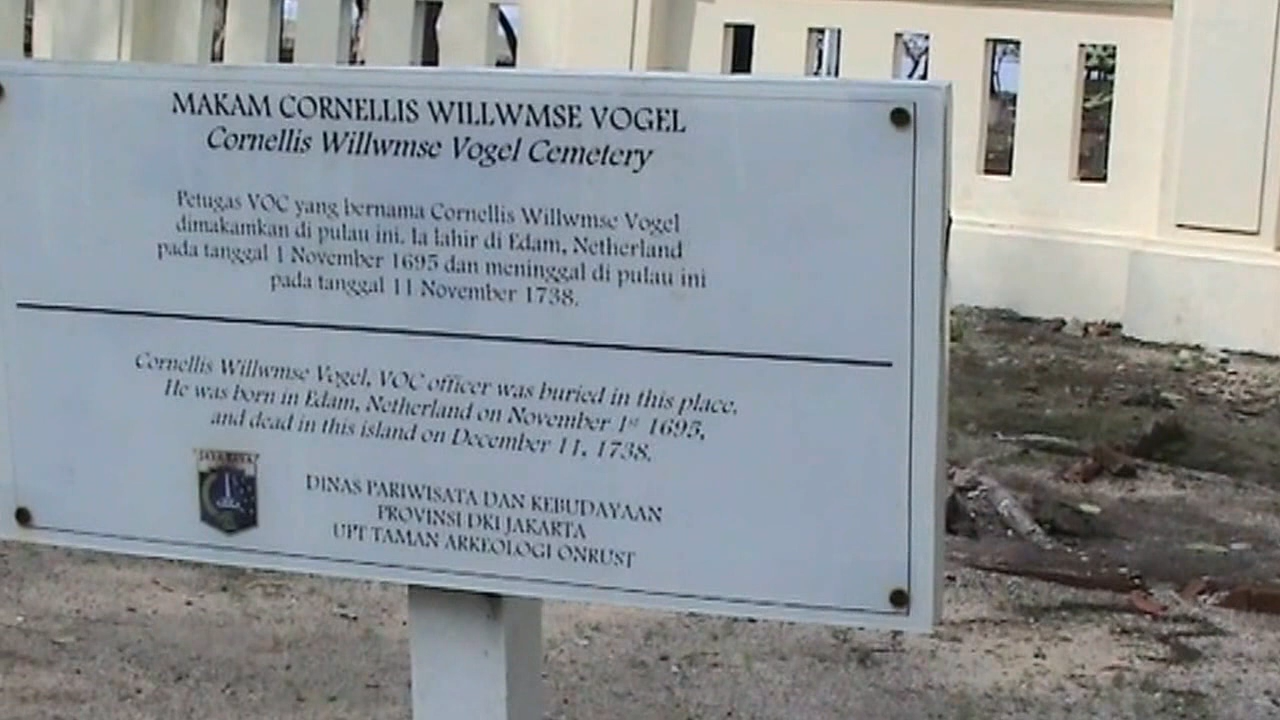 MAKAM CORNELLIS WILLWMSE VOGEL
Cornellis Willwmse Vogel Cemetery
Petugas VOC yang bernama Cornellis Willwmse Vogel
dimakamkan di pulau ini. Ia lahir di Edam, Netherland
pada tanggal 1 November 1695 dan meninggal di pulau ini
pada tanggal 11 November 1738.
Cornellis Willwmse Vogel, VOC officer was buried in this place.
He was born in Edam, Netherland on November 1st 1695,
and dead in this island on December 11, 1738.
DINAS PARIWISATA DAN KEBUDAYAAN
PROVINSI DKI JAKARTA
UPT TAMAN ARKEOLOGI ONRUST